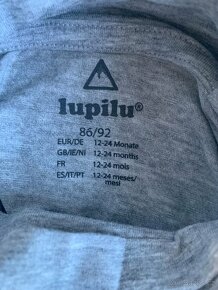 lupilu®
86/92
EUR/DE 12-24 Monate
GB/IE/NI 12-24 months
FR 12-24 mois
ES/IT/PT 12-24 meses/
mesi